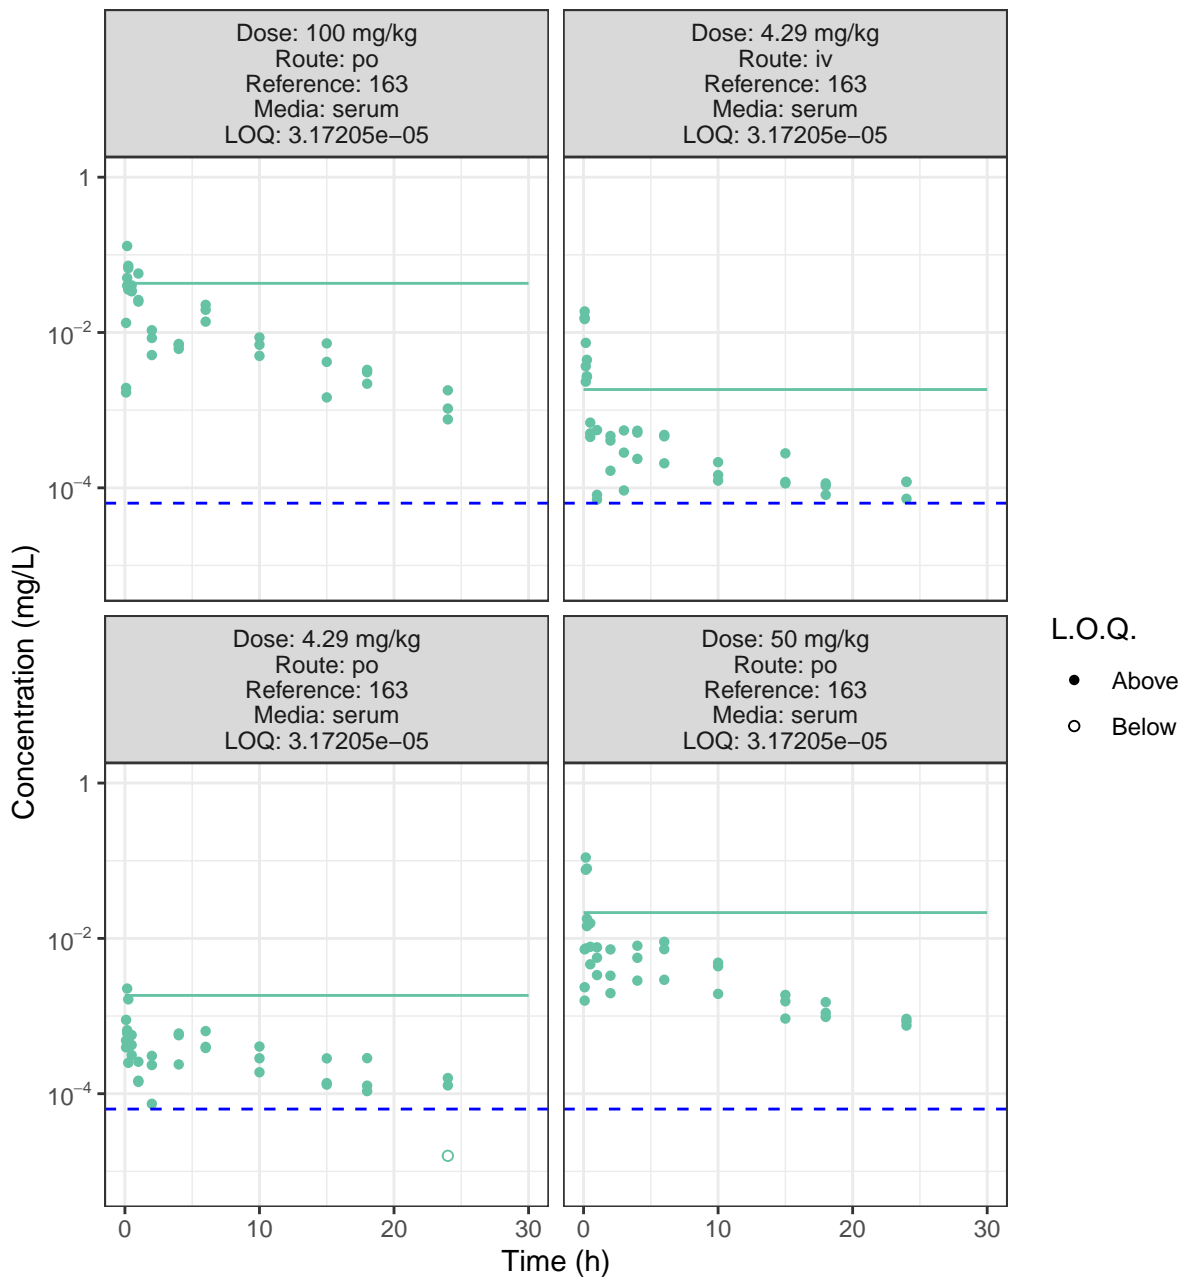 Dose: 100 mg/kg
Route: po
Reference: 163
Media: serum
LOQ: 3.17205e−05
Dose: 4.29 mg/kg
Route: iv
Reference: 163
Media: serum
LOQ: 3.17205e−05
1
10⁻²
10⁻⁴
Concentration (mg/L)
Dose: 4.29 mg/kg
Route: po
Reference: 163
Media: serum
LOQ: 3.17205e−05
Dose: 50 mg/kg
Route: po
Reference: 163
Media: serum
LOQ: 3.17205e−05
1
10⁻²
10⁻⁴
0 10 20 30
0 10 20 30
Time (h)
L.O.Q.
Above
Below